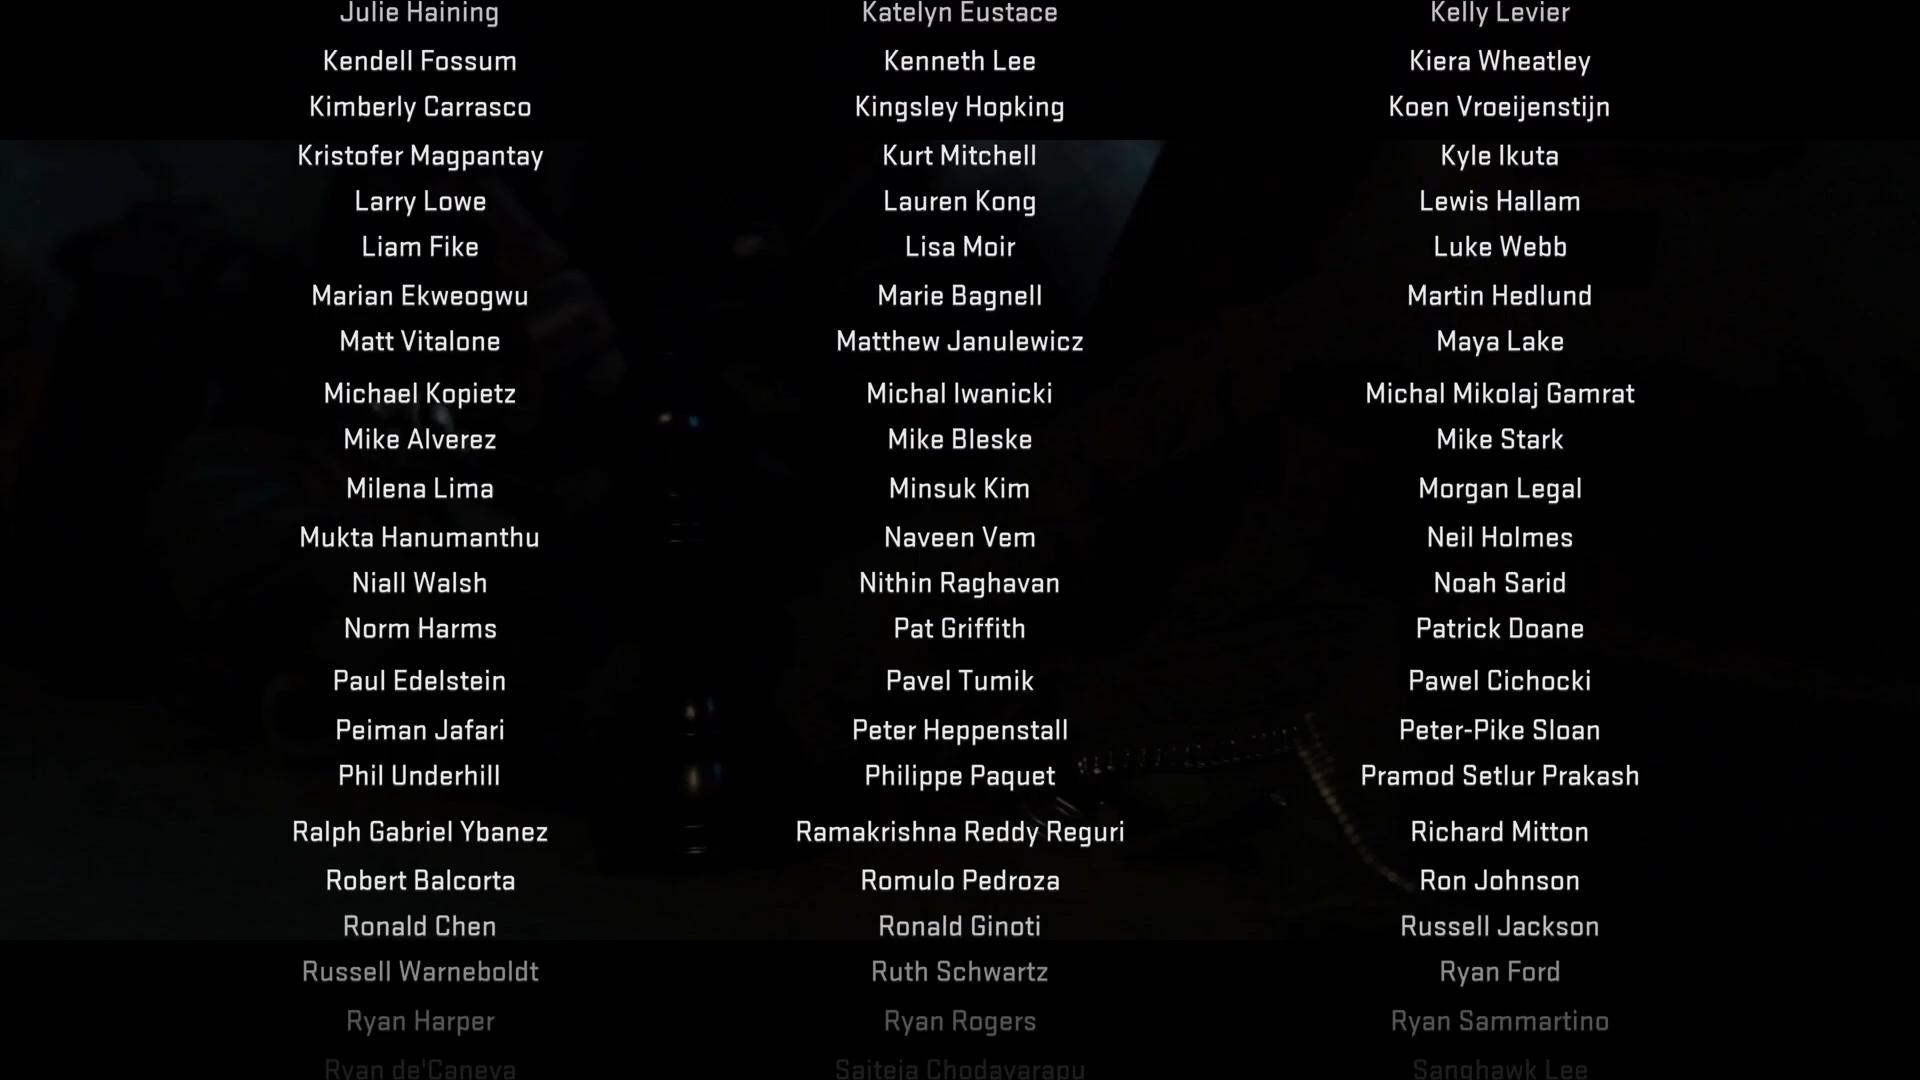 Julie Haining Katelyn Eustace Kelly Levier
Kendell Fossum Kenneth Lee Kiera Wheatley
Kimberly Carrasco Kingsley Hopking Koen Vroeijenstijn
Kristofer Magpantay Kurt Mitchell Kyle Ikuta
Larry Lowe Lauren Kong Lewis Hallam
Liam Fike Lisa Moir Luke Webb
Marian Ekweogwu Marie Bagnell Martin Hedlund
Matt Vitalone Matthew Janulewicz Maya Lake
Michael Kopietz Michal Iwanicki Michal Mikolaj Gamrat
Mike Alverez Mike Bleske Mike Stark
Milena Lima Minsuk Kim Morgan Legal
Mukta Hanumanthu Naveen Vem Neil Holmes
Niall Walsh Nithin Raghavan Noah Sarid
Norm Harms Pat Griffith Patrick Doane
Paul Edelstein Pavel Tumik Pawel Cichocki
Peiman Jafari Peter Heppenstall Peter-Pike Sloan
Phil Underhill Philippe Paquet Pramod Setlur Prakash
Ralph Gabriel Ybanez Ramakrishna Reddy Reguri Richard Mitton
Robert Balcorta Romulo Pedroza Ron Johnson
Ronald Chen Ronald Ginoti Russell Jackson
Russell Warneboldt Ruth Schwartz Ryan Ford
Ryan Harper Ryan Rogers Ryan Sammartino
Ryan de'Caneva Saiteja Chodavarapu Sanghawk Lee